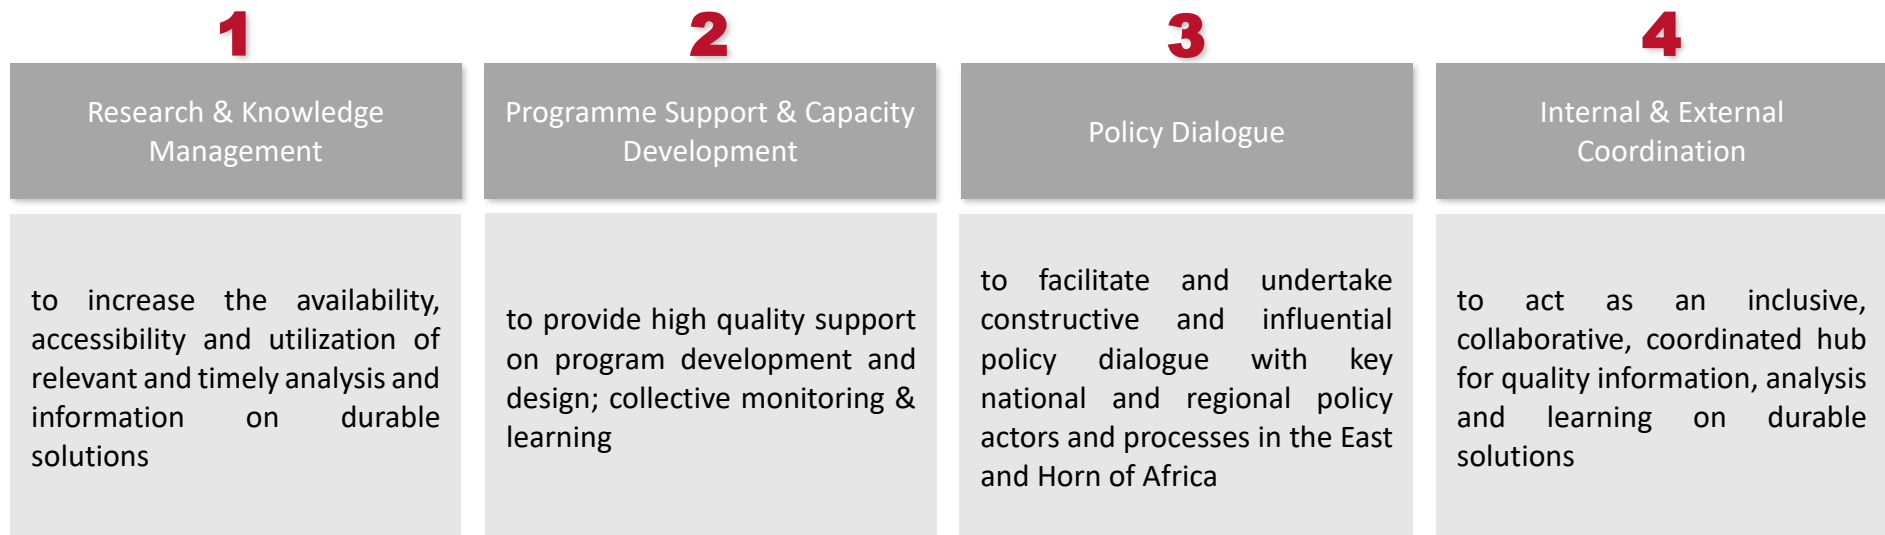 1
Research & Knowledge
Management
to increase the availability,
accessibility and utilization of
relevant and timely analysis and
information on durable
solutions
2
Programme Support & Capacity
Development
to provide high quality support
on program development and
design; collective monitoring &
learning
3
Policy Dialogue
to facilitate and undertake
constructive and influential
policy dialogue with key
national and regional policy
actors and processes in the East
and Horn of Africa
4
Internal & External
Coordination
to act as an inclusive,
collaborative, coordinated hub
for quality information, analysis
and learning on durable
solutions